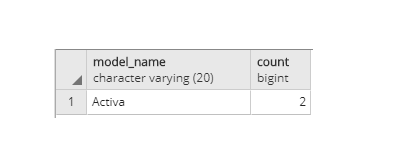 model_name count
character varying (20) bigint
1 Activa 2